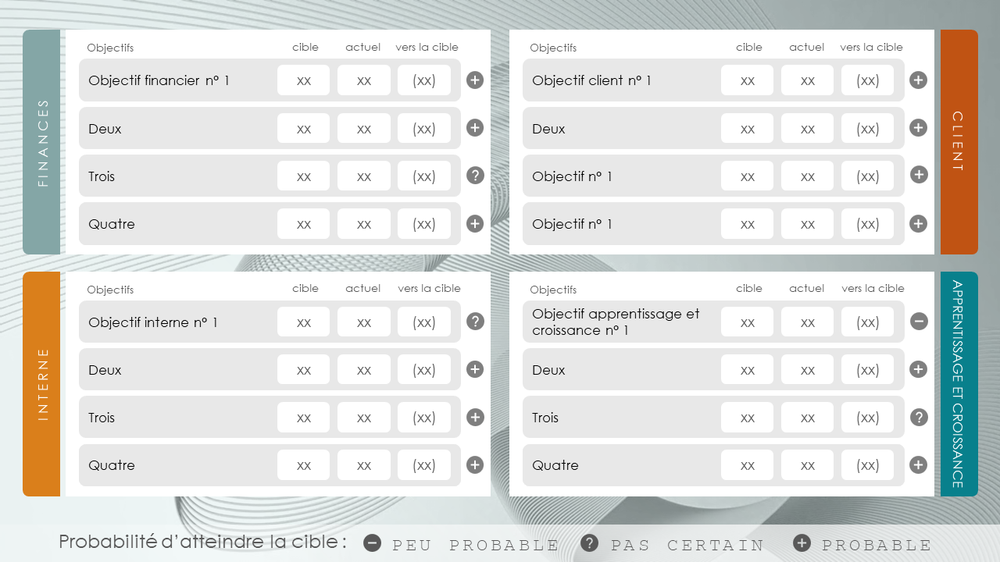 FINANCES
Objectifs cible actuel vers la cible
Objectif financier n° 1 xx xx (xx) +
Deux xx xx (xx) +
Trois xx xx (xx) ?
Quatre xx xx (xx) +
CLIENT
Objectifs cible actuel vers la cible
Objectif client n° 1 xx xx (xx) +
Deux xx xx (xx) +
Objectif n° 1 xx xx (xx) +
Objectif n° 1 xx xx (xx) +
INTERNE
Objectifs cible actuel vers la cible
Objectif interne n° 1 xx xx (xx) ?
Deux xx xx (xx) +
Trois xx xx (xx) +
Quatre xx xx (xx) +
APPRENTISSAGE ET CROISSANCE
Objectifs cible actuel vers la cible
Objectif apprentissage et
croissance n° 1 xx xx (xx) −
Deux xx xx (xx) +
Trois xx xx (xx) ?
Quatre xx xx (xx) +
Probabilité d’atteindre la cible : − PEU PROBABLE ? PAS CERTAIN + PROBABLE